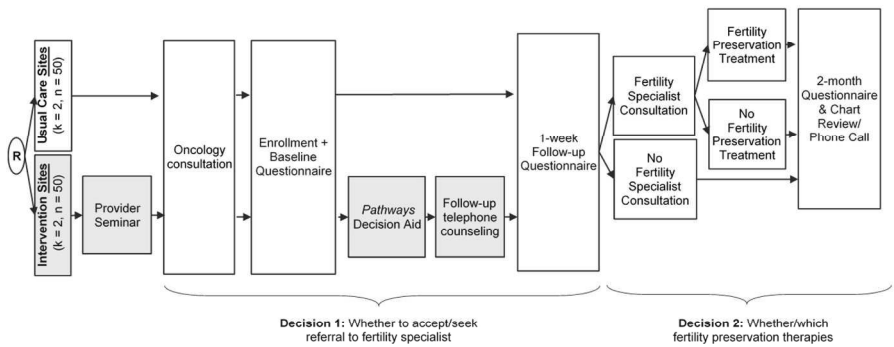 R
Usual Care Sites
(k = 2, n = 50)
Intervention Sites
(k = 2, n = 50)
Provider
Seminar
Oncology
consultation
Enrollment +
Baseline
Questionnaire
Pathways
Decision Aid
Follow-up
telephone
counseling
1-week
Follow-up
Questionnaire
Fertility
Specialist
Consultation
No
Fertility
Specialist
Consultation
Fertility
Preservation
Treatment
No
Fertility
Preservation
Treatment
2-month
Questionnaire
& Chart
Review/
Phone Call
Decision 1: Whether to accept/seek
referral to fertility specialist
Decision 2: Whether/which
fertility preservation therapies